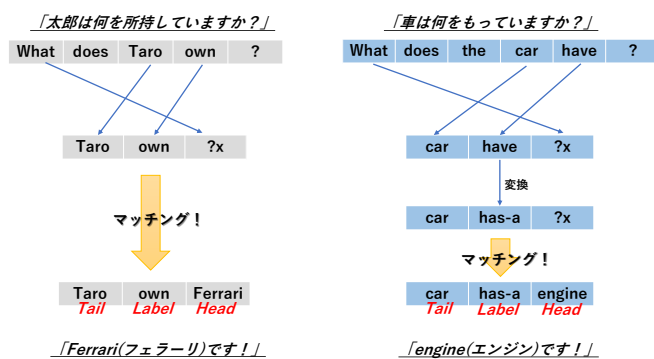 「太郎は何を所持していますか？」
What does Taro own ?
Taro own ?x
マッチング！
Taro own Ferrari
Tail Label Head
「Ferrari(フェラーリ)です！」
「車は何をもっていますか？」
What does the car have ?
car have ?x
変換
car has-a ?x
マッチング！
car has-a engine
Tail Label Head
「engine(エンジン)です！」